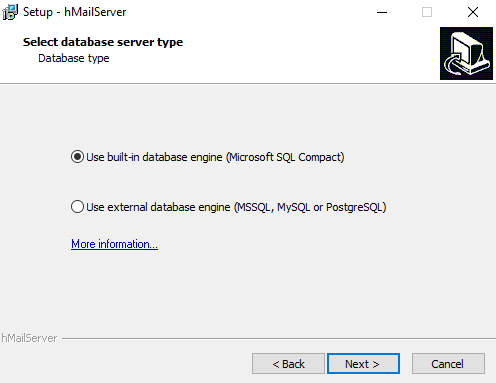 Setup - hMailServer
Select database server type
Database type
Use built-in database engine (Microsoft SQL Compact)
Use external database engine (MSSQL, MySQL or PostgreSQL)
More information...
hMailServer
< Back
Next >
Cancel